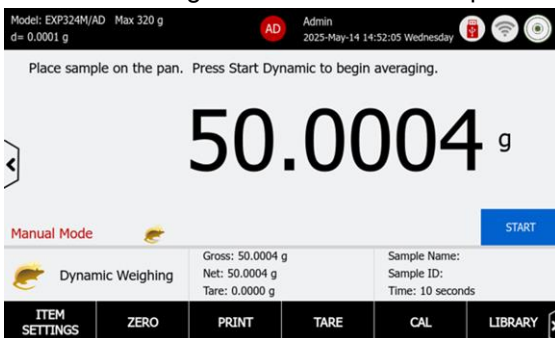 Model: EXP324M/AD Max 320 g
d= 0.0001 g
AD
Admin
2025-May-14 14:52:05 Wednesday
Place sample on the pan. Press Start Dynamic to begin averaging.
50.0004 g
Manual Mode
START
Dynamic Weighing
Gross: 50.0004 g
Net: 50.0004 g
Tare: 0.0000 g
Sample Name:
Sample ID:
Time: 10 seconds
ITEM SETTINGS
ZERO
PRINT
TARE
CAL
LIBRARY